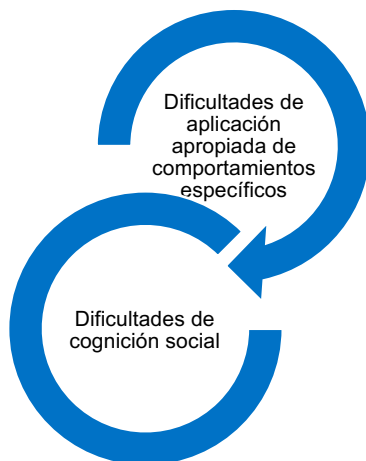 Dificultades de
aplicación
apropiada de
comportamientos
específicos
Dificultades de
cognición social